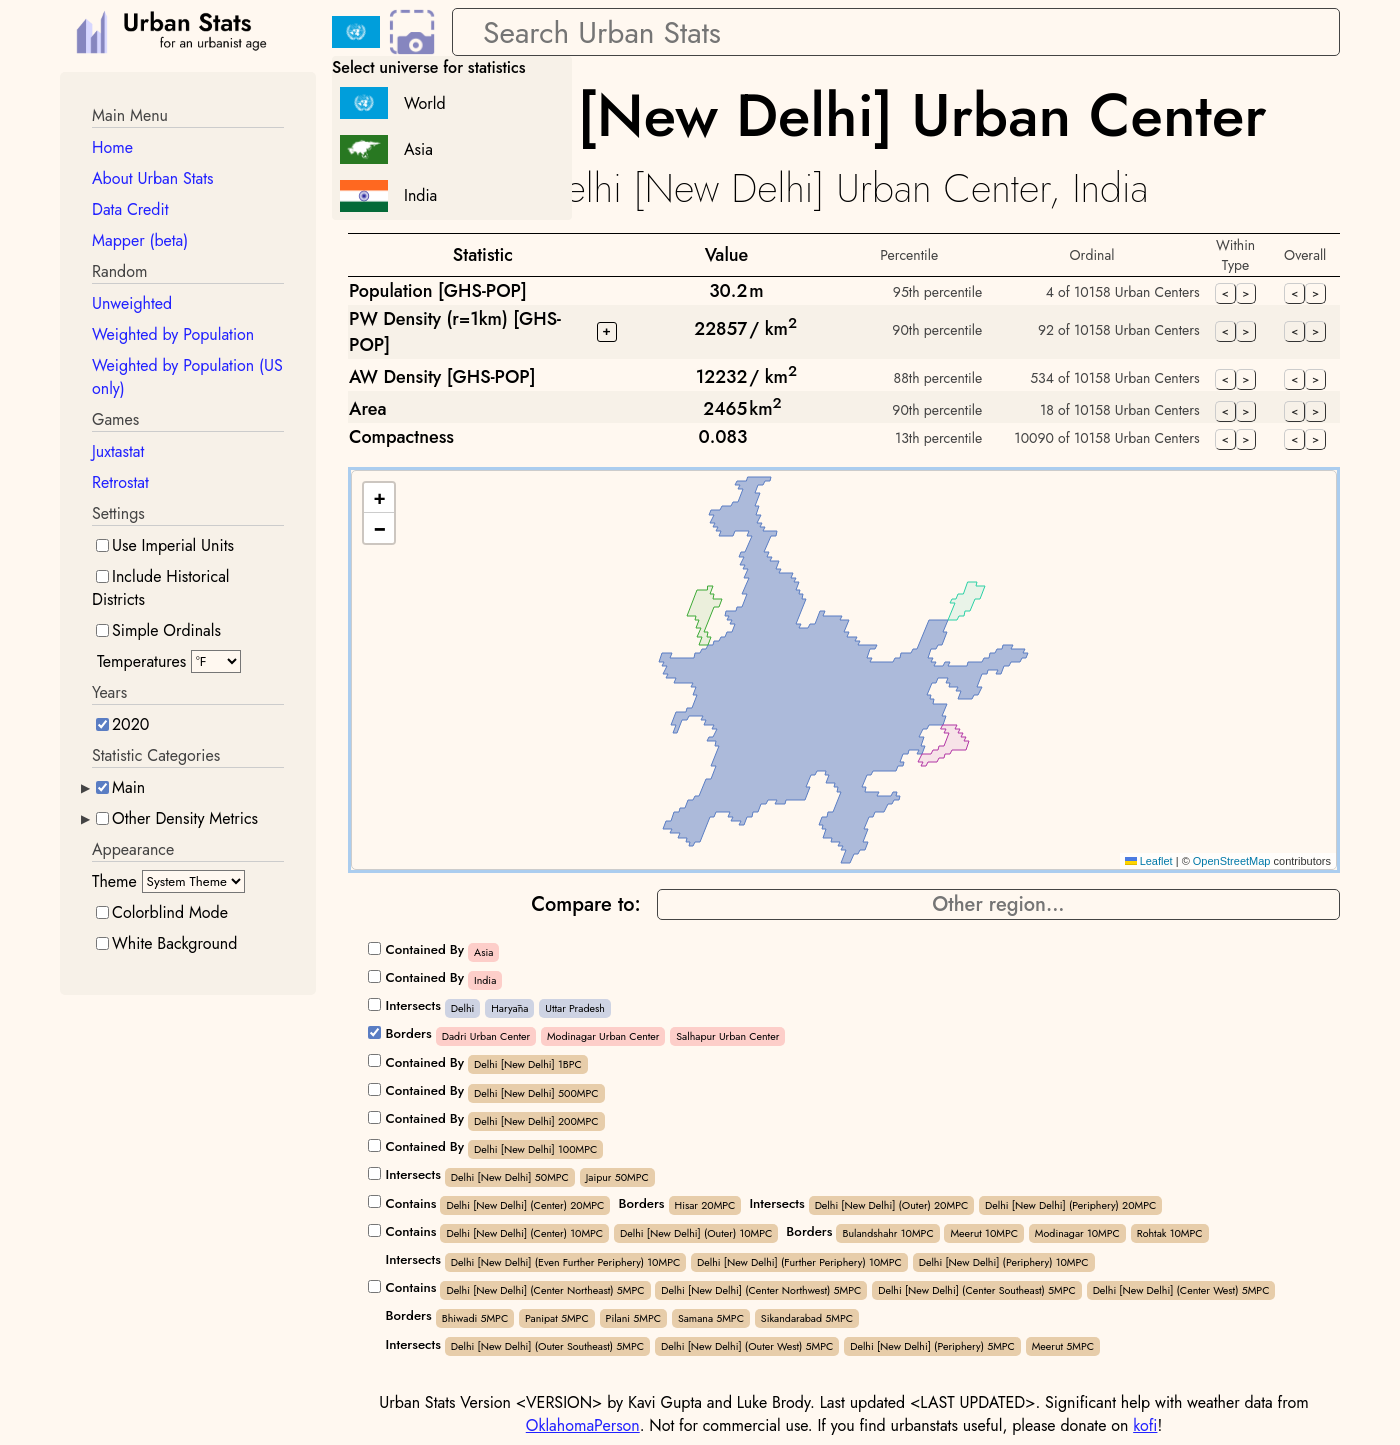 Urban Stats
for an urbanist age
Search Urban Stats
Select universe for statistics
World
Asia
India
[New Delhi] Urban Center
elhi [New Delhi] Urban Center, India
Main Menu
Home
About Urban Stats
Data Credit
Mapper (beta)
Random
Unweighted
Weighted by Population
Weighted by Population (US
only)
Games
Juxtastat
Retrostat
Settings
Use Imperial Units
Include Historical
Districts
Simple Ordinals
Temperatures °F
Years
2020
Statistic Categories
Main
Other Density Metrics
Appearance
Theme System Theme
Colorblind Mode
White Background
Statistic Value Percentile Ordinal Within Type Overall
Population [GHS-POP] 30.2 m 95th percentile 4 of 10158 Urban Centers < > < >
PW Density (r=1km) [GHS-POP] + 22857 / km² 90th percentile 92 of 10158 Urban Centers < > < >
AW Density [GHS-POP] 12232 / km² 88th percentile 534 of 10158 Urban Centers < > < >
Area 2465 km² 90th percentile 18 of 10158 Urban Centers < > < >
Compactness 0.083 13th percentile 10090 of 10158 Urban Centers < > < >
+
−
Leaflet | © OpenStreetMap contributors
Compare to: Other region...
Contained By Asia
Contained By India
Intersects Delhi Haryāna Uttar Pradesh
Borders Dadri Urban Center Modinagar Urban Center Salhapur Urban Center
Contained By Delhi [New Delhi] 1BPC
Contained By Delhi [New Delhi] 500MPC
Contained By Delhi [New Delhi] 200MPC
Contained By Delhi [New Delhi] 100MPC
Intersects Delhi [New Delhi] 50MPC Jaipur 50MPC
Contains Delhi [New Delhi] (Center) 20MPC Borders Hisar 20MPC Intersects Delhi [New Delhi] (Outer) 20MPC Delhi [New Delhi] (Periphery) 20MPC
Contains Delhi [New Delhi] (Center) 10MPC Delhi [New Delhi] (Outer) 10MPC Borders Bulandshahr 10MPC Meerut 10MPC Modinagar 10MPC Rohtak 10MPC
Intersects Delhi [New Delhi] (Even Further Periphery) 10MPC Delhi [New Delhi] (Further Periphery) 10MPC Delhi [New Delhi] (Periphery) 10MPC
Contains Delhi [New Delhi] (Center Northeast) 5MPC Delhi [New Delhi] (Center Northwest) 5MPC Delhi [New Delhi] (Center Southeast) 5MPC Delhi [New Delhi] (Center West) 5MPC
Borders Bhiwadi 5MPC Panipat 5MPC Pilani 5MPC Samana 5MPC Sikandarabad 5MPC
Intersects Delhi [New Delhi] (Outer Southeast) 5MPC Delhi [New Delhi] (Outer West) 5MPC Delhi [New Delhi] (Periphery) 5MPC Meerut 5MPC
Urban Stats Version <VERSION> by Kavi Gupta and Luke Brody. Last updated <LAST UPDATED>. Significant help with weather data from
OklahomaPerson. Not for commercial use. If you find urbanstats useful, please donate on kofi!